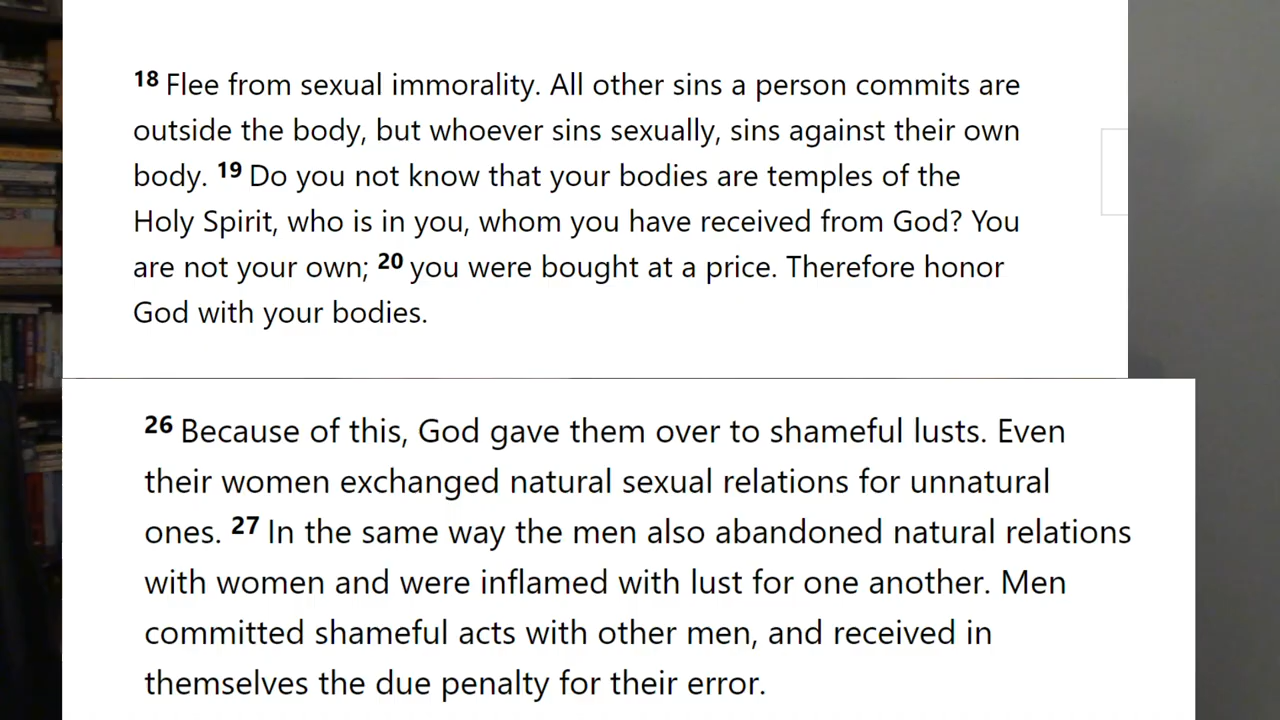 18 Flee from sexual immorality. All other sins a person commits are
outside the body, but whoever sins sexually, sins against their own
body. 19 Do you not know that your bodies are temples of the
Holy Spirit, who is in you, whom you have received from God? You
are not your own; 20 you were bought at a price. Therefore honor
God with your bodies.
26 Because of this, God gave them over to shameful lusts. Even
their women exchanged natural sexual relations for unnatural
ones. 27 In the same way the men also abandoned natural relations
with women and were inflamed with lust for one another. Men
committed shameful acts with other men, and received in
themselves the due penalty for their error.